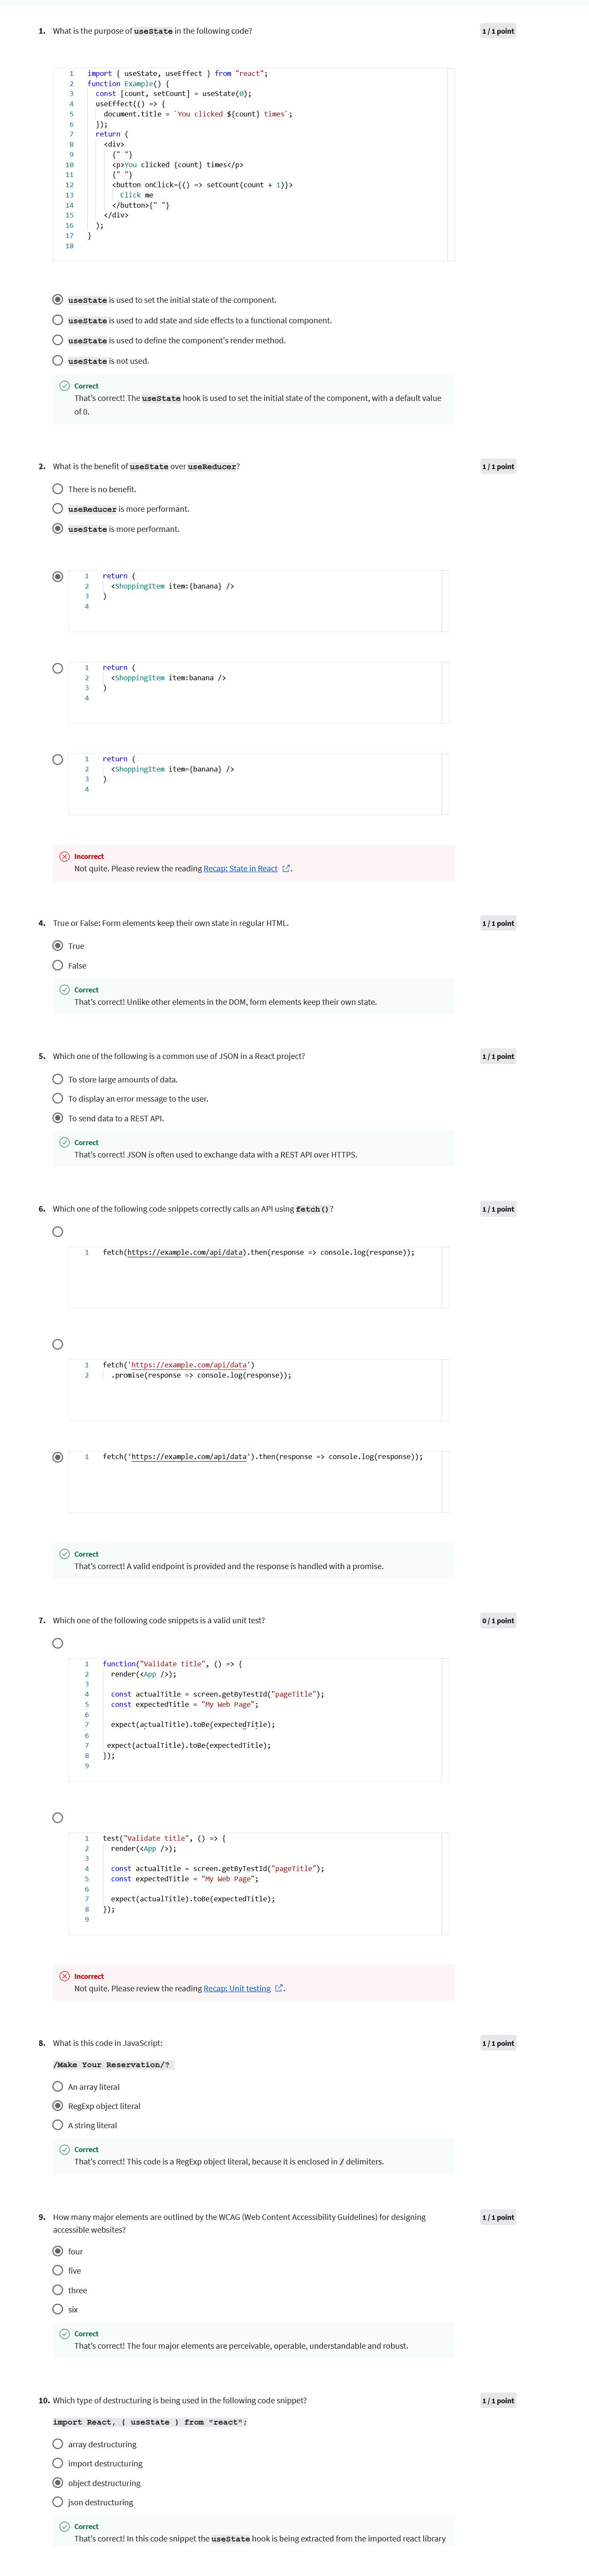 1. What is the purpose of useState in the following code?
1 / 1 point
1 import { useState, useEffect } from "react";
2 function Example() {
3 const [count, setCount] = useState(0);
4 useEffect(() => {
5 document.title = `You clicked ${count} times`;
6 });
7 return (
8 <div>
9 {" "}
10 <p>You clicked {count} times</p>
11 {" "}
12 <button onClick={() => setCount(count + 1)}>
13 Click me
14 </button>{" "}
15 </div>
16 );
17 }
18
useState is used to set the initial state of the component.
useState is used to add state and side effects to a functional component.
useState is used to define the component's render method.
useState is not used.
Correct
That's correct! The useState hook is used to set the initial state of the component, with a default value
of 0.
2. What is the benefit of useState over useReducer?
1 / 1 point
There is no benefit.
useReducer is more performant.
useState is more performant.
1 return (
2 <ShoppingItem item:{banana} />
3 )
4
1 return (
2 <ShoppingItem item:banana />
3 )
4
1 return (
2 <ShoppingItem item={banana} />
3 )
4
Incorrect
Not quite. Please review the reading Recap: State in React .
4. True or False: Form elements keep their own state in regular HTML.
1 / 1 point
True
False
Correct
That's correct! Unlike other elements in the DOM, form elements keep their own state.
5. Which one of the following is a common use of JSON in a React project?
1 / 1 point
To store large amounts of data.
To display an error message to the user.
To send data to a REST API.
Correct
That's correct! JSON is often used to exchange data with a REST API over HTTPS.
6. Which one of the following code snippets correctly calls an API using fetch()?
1 / 1 point
1 fetch(https://example.com/api/data).then(response => console.log(response));
1 fetch('https://example.com/api/data')
2 .promise(response => console.log(response));
1 fetch('https://example.com/api/data').then(response => console.log(response));
Correct
That's correct! A valid endpoint is provided and the response is handled with a promise.
7. Which one of the following code snippets is a valid unit test?
0 / 1 point
1 function("Validate title", () => {
2 render(<App />);
3
4 const actualTitle = screen.getByTestId("pageTitle");
5 const expectedTitle = "My Web Page";
6
7 expect(actualTitle).toBe(expectedTitle);
6
7 expect(actualTitle).toBe(expectedTitle);
8 });
9
1 test("Validate title", () => {
2 render(<App />);
3
4 const actualTitle = screen.getByTestId("pageTitle");
5 const expectedTitle = "My Web Page";
6
7 expect(actualTitle).toBe(expectedTitle);
8 });
9
Incorrect
Not quite. Please review the reading Recap: Unit testing .
8. What is this code in JavaScript:
1 / 1 point
/Make Your Reservation/?
An array literal
RegExp object literal
A string literal
Correct
That's correct! This code is a RegExp object literal, because it is enclosed in / delimiters.
9. How many major elements are outlined by the WCAG (Web Content Accessibility Guidelines) for designing
accessible websites?
1 / 1 point
four
five
three
six
Correct
That's correct! The four major elements are perceivable, operable, understandable and robust.
10. Which type of destructuring is being used in the following code snippet?
1 / 1 point
import React, { useState } from "react";
array destructuring
import destructuring
object destructuring
json destructuring
Correct
That's correct! In this code snippet the useState hook is being extracted from the imported react library